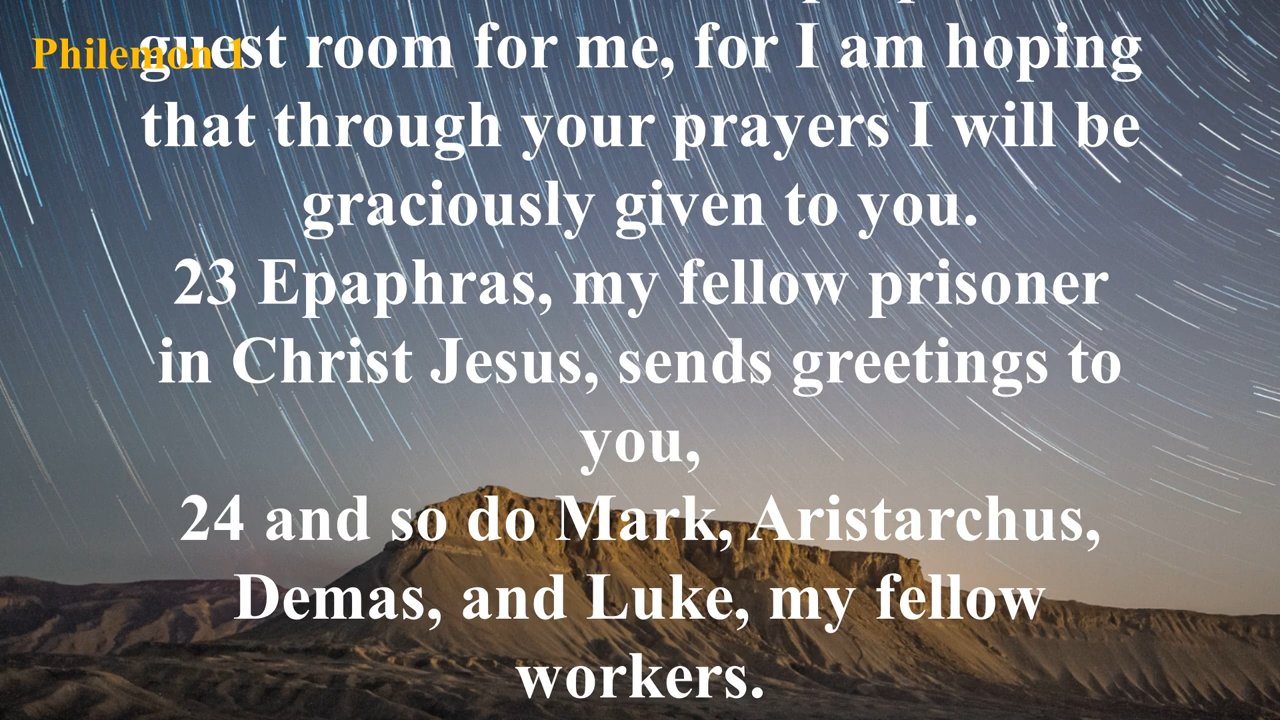 Philemon 1
guest room for me, for I am hoping
that through your prayers I will be
graciously given to you.
23 Epaphras, my fellow prisoner
in Christ Jesus, sends greetings to
you,
24 and so do Mark, Aristarchus,
Demas, and Luke, my fellow
workers.